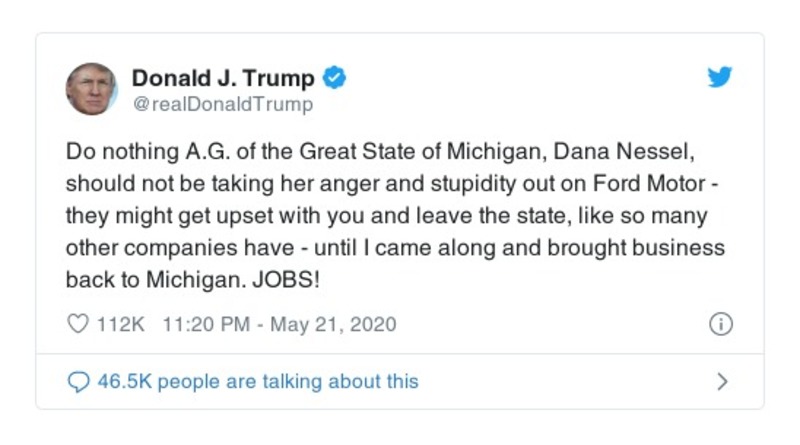 Donald J. Trump
@realDonaldTrump
Do nothing A.G. of the Great State of Michigan, Dana Nessel,
should not be taking her anger and stupidity out on Ford Motor -
they might get upset with you and leave the state, like so many
other companies have - until I came along and brought business
back to Michigan. JOBS!
112K 11:20 PM - May 21, 2020
46.5K people are talking about this